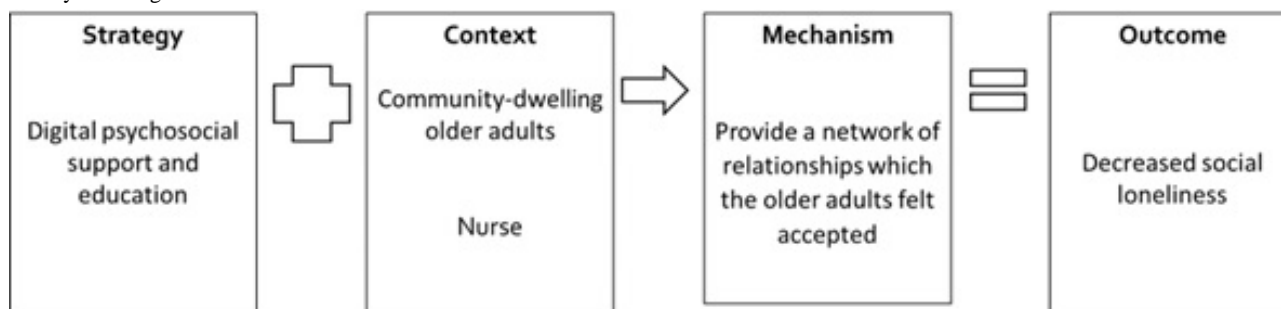 Strategy
Digital psychosocial
support and
education
Context
Community-dwelling
older adults
Nurse
Mechanism
Provide a network of
relationships which
the older adults felt
accepted
Outcome
Decreased social
loneliness